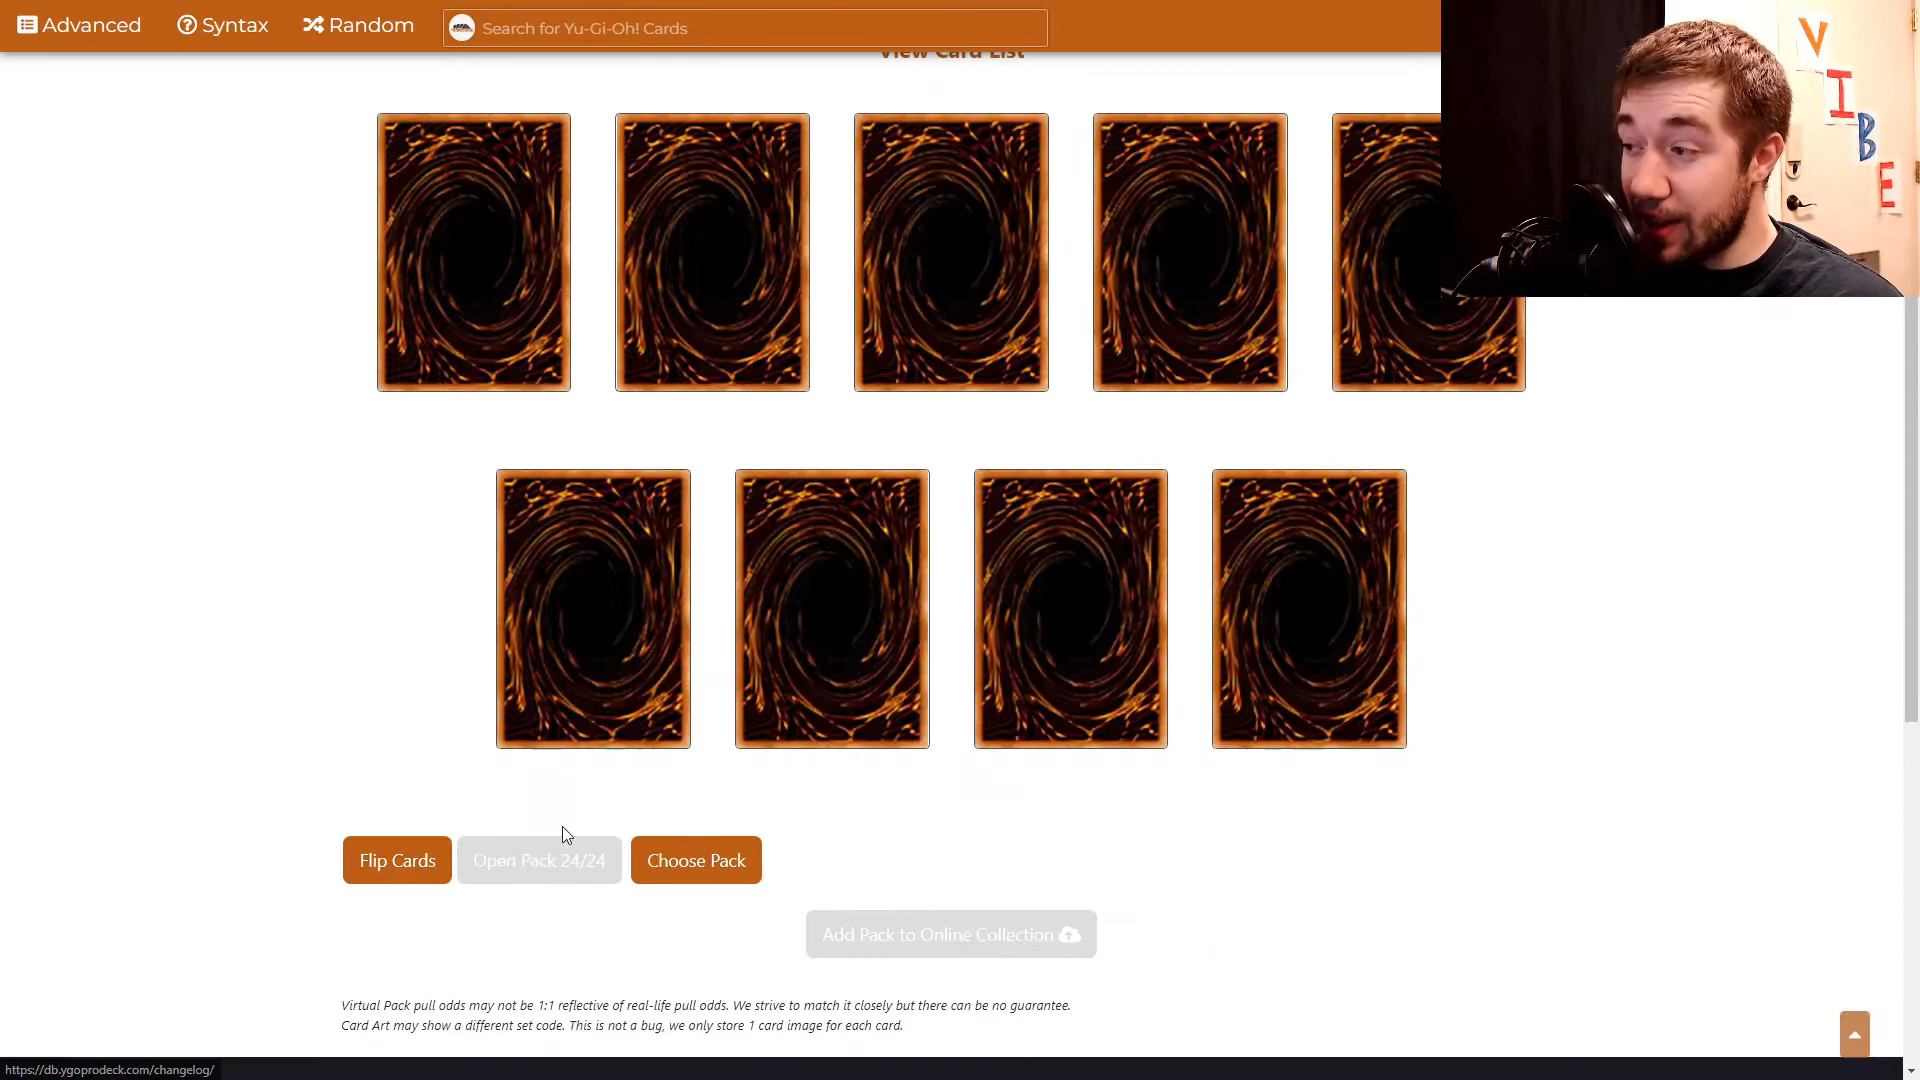 Advanced
Syntax
Random
Search for Yu-Gi-Oh! Cards
View Card List
V
I
B
E
Flip Cards
Open Pack 24/24
Choose Pack
Add Pack to Online Collection
Virtual Pack pull odds may not be 1:1 reflective of real-life pull odds. We strive to match it closely but there can be no guarantee.
Card Art may show a different set code. This is not a bug, we only store 1 card image for each card.
https://db.ygoprodeck.com/changelog/